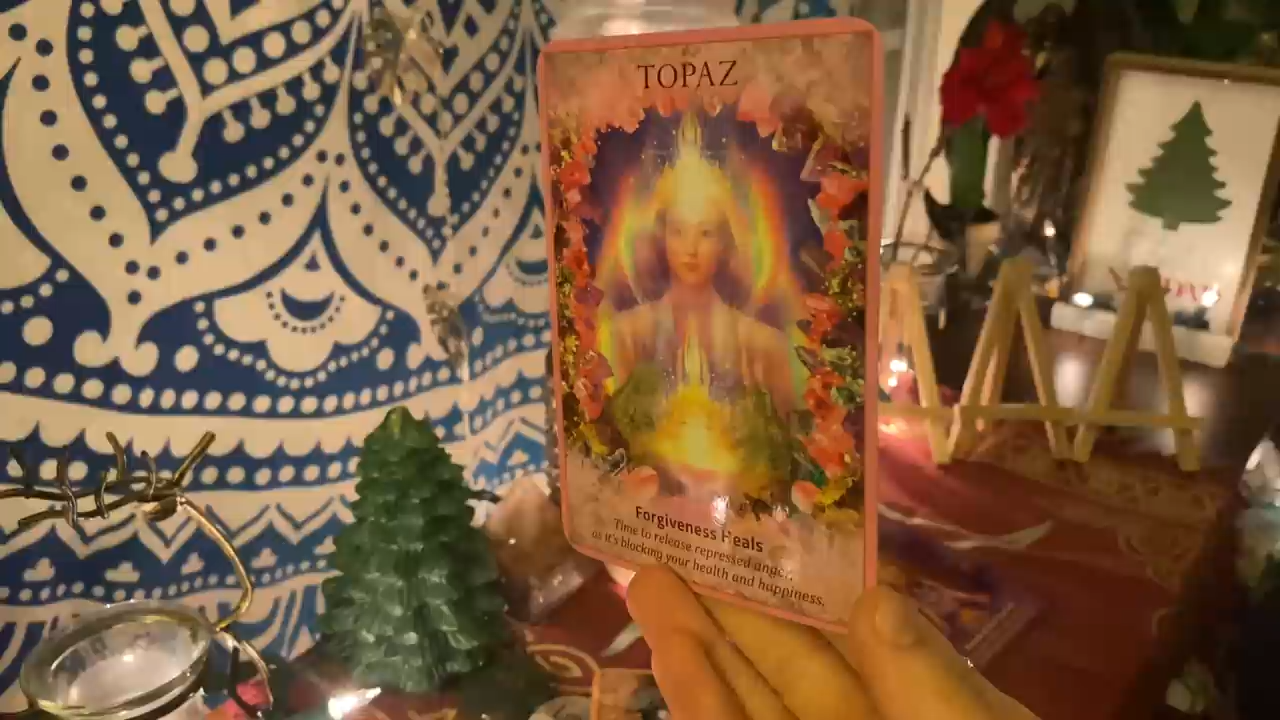 TOPAZ
Forgiveness Heals
Time to release repressed anger,
as it's blocking your health and happiness.